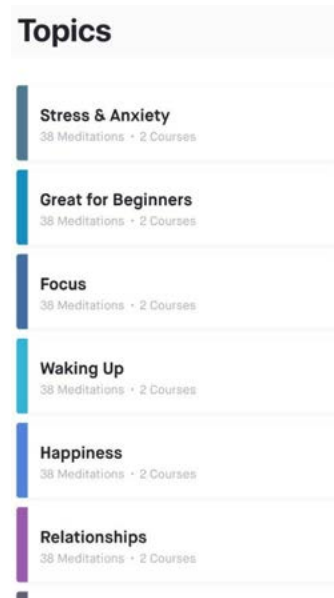 Topics
Stress & Anxiety
38 Meditations • 2 Courses
Great for Beginners
38 Meditations • 2 Courses
Focus
38 Meditations • 2 Courses
Waking Up
38 Meditations • 2 Courses
Happiness
38 Meditations • 2 Courses
Relationships
38 Meditations • 2 Courses